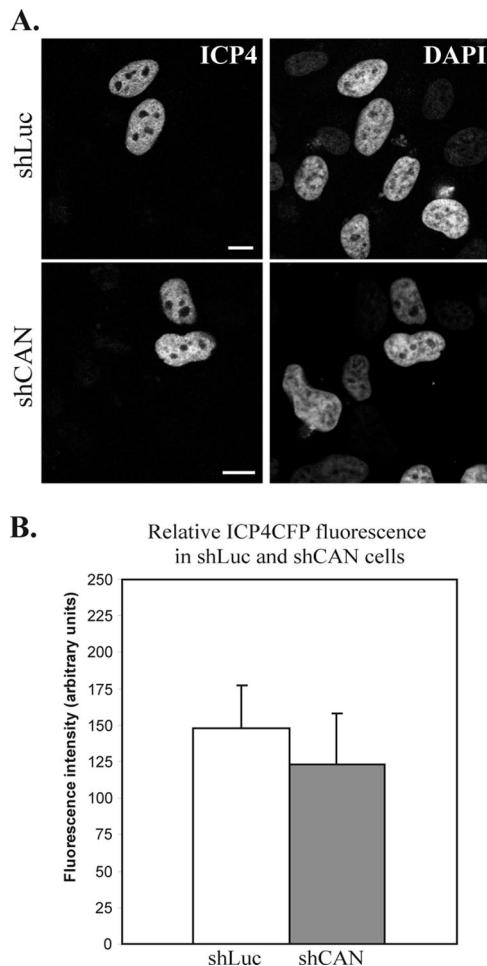 A.
ICP4
DAPI
shLuc
shCAN
B.
Relative ICP4CFP fluorescence
in shLuc and shCAN cells
Fluorescence intensity (arbitrary units)
250
225
200
175
150
125
100
75
50
25
0
shLuc
shCAN